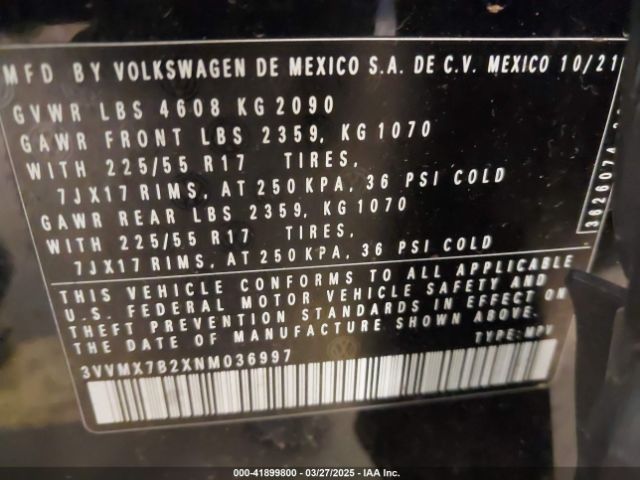 MFD BY VOLKSWAGEN DE MEXICO S.A. DE C.V. MEXICO 10/21
GVWR LBS 4608 KG 2090
GAWR FRONT LBS 2359, KG 1070
WITH 225/55 R17 TIRES,
7JX17 RIMS, AT 250 KPA, 36 PSI COLD
GAWR REAR LBS 2359, KG 1070
WITH 225/55 R17 TIRES,
7JX17 RIMS, AT 250 KPA, 36 PSI COLD
THIS VEHICLE CONFORMS TO ALL APPLICABLE
U.S. FEDERAL MOTOR VEHICLE SAFETY AND
THEFT PREVENTION STANDARDS IN EFFECT ON
THE DATE OF MANUFACTURE SHOWN ABOVE.
3VVMX7B2XNM036997
TYPE: MPV
3626074
000-41899800 - 03/27/2025 - IAA Inc.